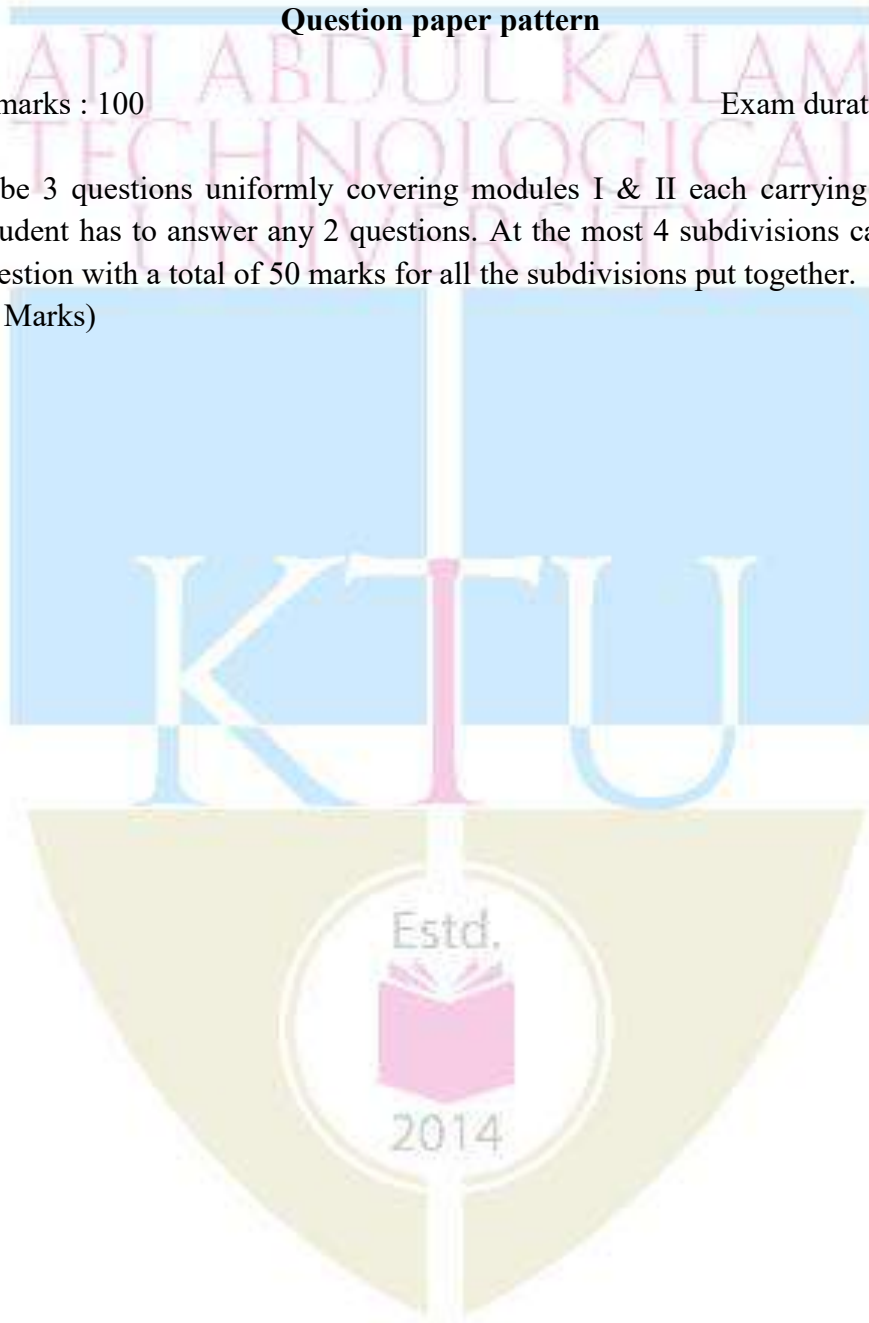 Question paper pattern
API ABDUL KALAM
marks : 100 Exam durat
TECHNOLOGICAL
be 3 questions uniformly covering modules I & II each carrying
UNIVERSITY
udent has to answer any 2 questions. At the most 4 subdivisions ca
estion with a total of 50 marks for all the subdivisions put together.
Marks)
KTU
Estd.
2014